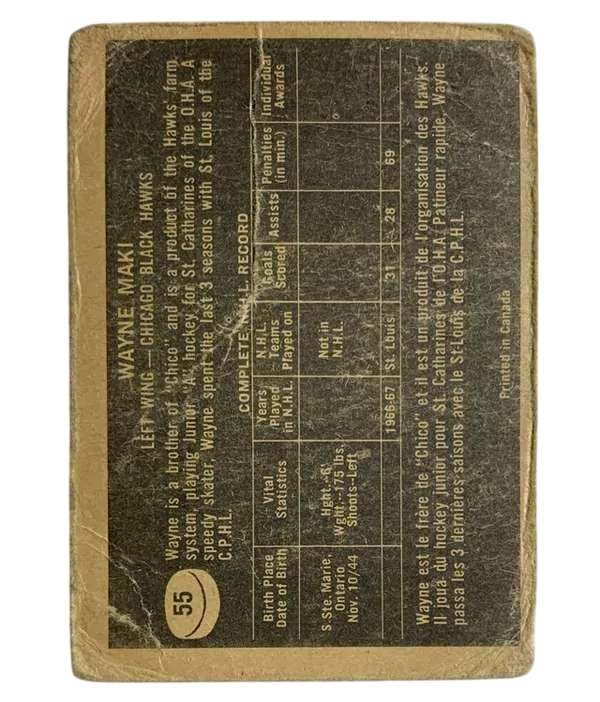 55
WAYNE MAKI
LEFT WING — CHICAGO BLACK HAWKS
Wayne is a brother of "Chico" and is a product of the Hawks' farm
system, playing Junior "A" hockey for St. Catharines of the O.H.A. A
speedy skater, Wayne spent the last 3 seasons with St. Louis of the
C.P.H.L.
COMPLETE RECORD
Birth Place
Date of Birth
Vital
Statistics
Years
Played
in N.H.L.
N.H.L.
Teams
Played on
Goals
Scored
Assists
Penalties
(in min.)
Individual
Awards
S. Ste. Marie,
Ontario
Nov. 10/44
Hght.--6'
Wght.--175 lbs.
Shoots--Left
Not in
N.H.L.
1966-67 St. Louis 31 28 69
Wayne est le frère de "Chico" et il est un produit de l'organisation des Hawks.
Il joua du hockey junior pour St. Catharines de l'O.H.A. Patineur rapide, Wayne
passa les 3 dernières saisons avec le St-Louis de la C.P.H.L.
Printed in Canada